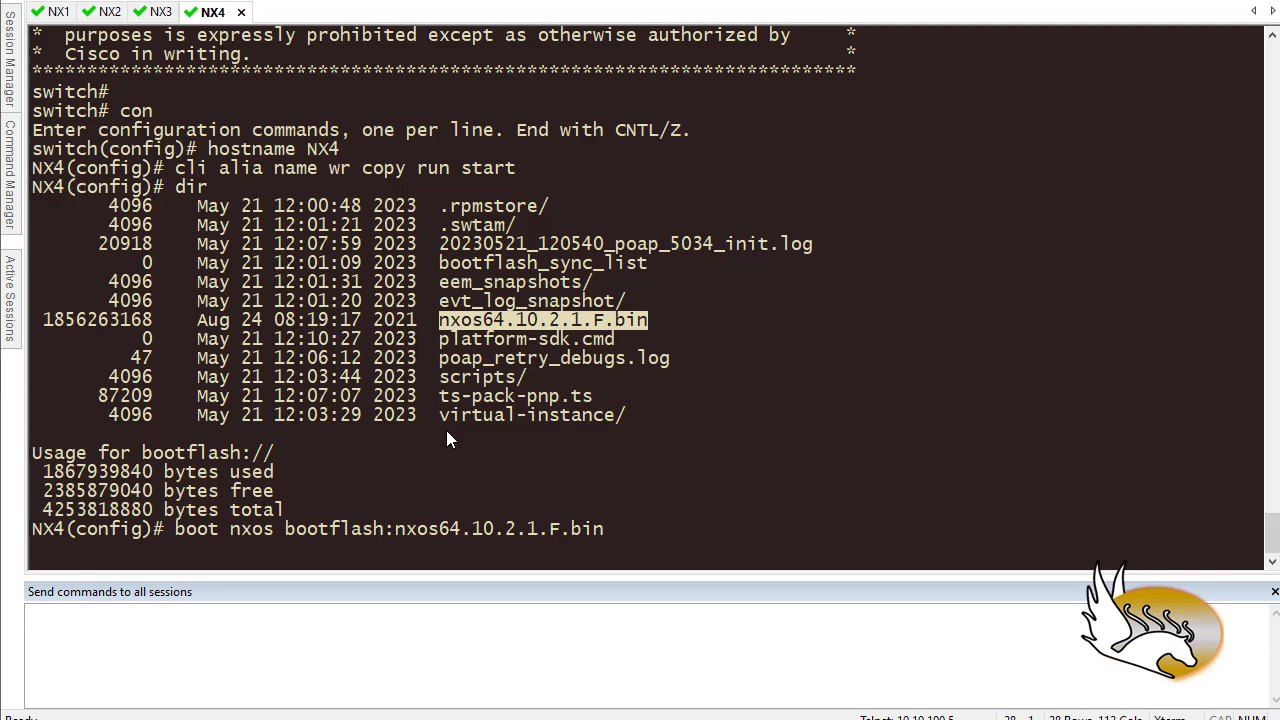 NX1 NX2 NX3 NX4
Session Manager
Command Manager
Active Sessions
*  purposes is expressly prohibited except as otherwise authorized by      *
*  Cisco in writing.                                                       *
***************************************************************************
switch#
switch# con
Enter configuration commands, one per line. End with CNTL/Z.
switch(config)# hostname NX4
NX4(config)# cli alia name wr copy run start
NX4(config)# dir
4096    May 21 12:00:48 2023  .rpmstore/
4096    May 21 12:01:21 2023  .swtam/
20918    May 21 12:07:59 2023  20230521_120540_poap_5034_init.log
0    May 21 12:01:09 2023  bootflash_sync_list
4096    May 21 12:01:31 2023  eem_snapshots/
4096    May 21 12:01:20 2023  evt_log_snapshot/
1856263168    Aug 24 08:19:17 2021  nxos64.10.2.1.F.bin
0    May 21 12:10:27 2023  platform-sdk.cmd
47    May 21 12:06:12 2023  poap_retry_debugs.log
4096    May 21 12:03:44 2023  scripts/
87209    May 21 12:07:07 2023  ts-pack-pnp.ts
4096    May 21 12:03:29 2023  virtual-instance/
Usage for bootflash://
1867939840 bytes used
2385879040 bytes free
4253818880 bytes total
NX4(config)# boot nxos bootflash:nxos64.10.2.1.F.bin
Send commands to all sessions